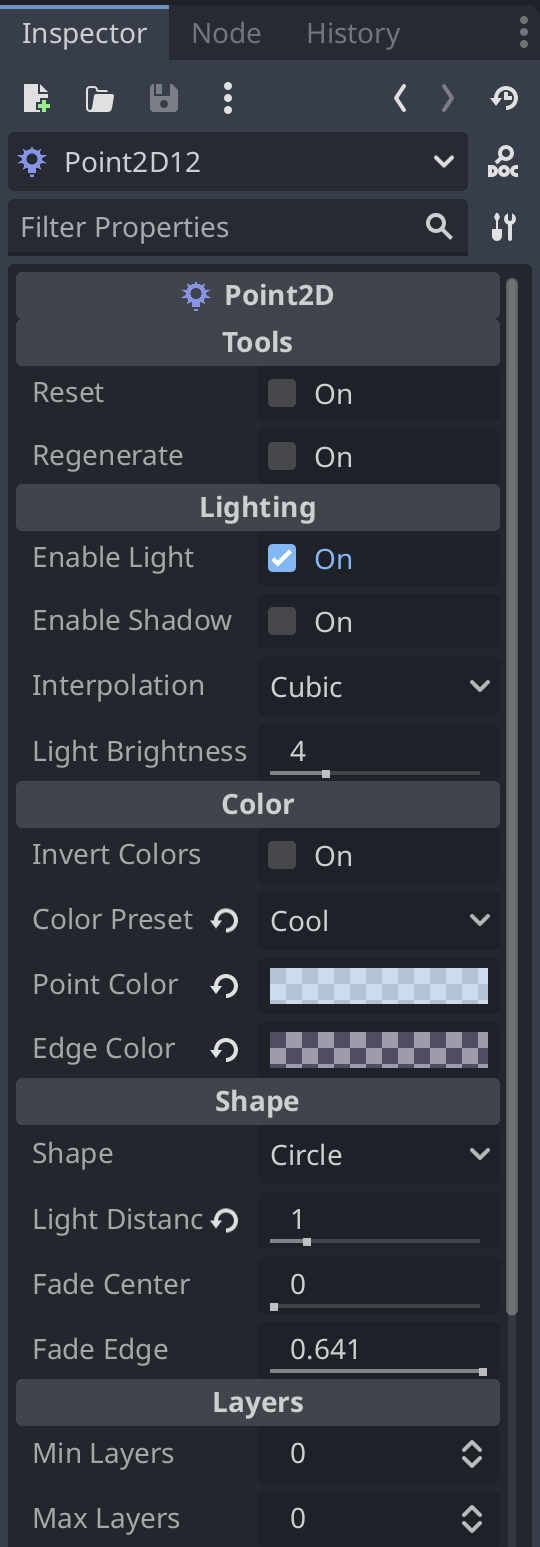 Inspector Node History
Point2D12
DOC
Filter Properties
Point2D
Tools
Reset On
Regenerate On
Lighting
Enable Light On
Enable Shadow On
Interpolation Cubic
Light Brightness 4
Color
Invert Colors On
Color Preset Cool
Point Color
Edge Color
Shape
Shape Circle
Light Distanc 1
Fade Center 0
Fade Edge 0.641
Layers
Min Layers 0
Max Layers 0